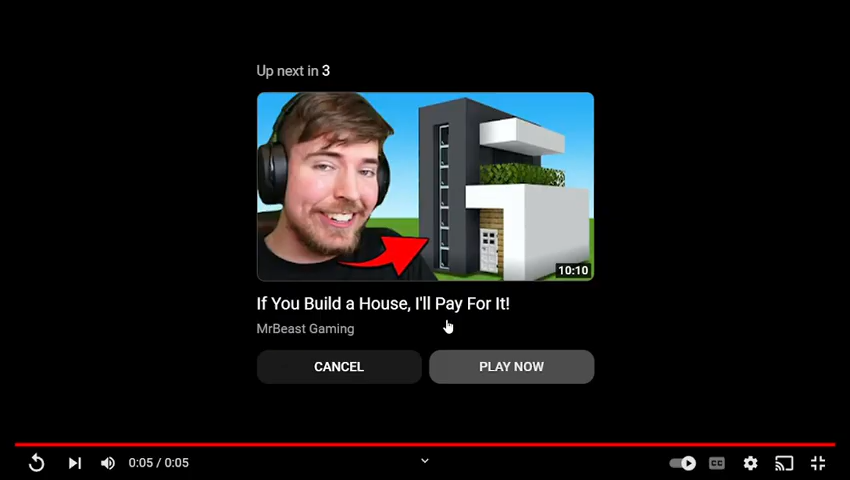 Up next in 3
10:10
If You Build a House, I'll Pay For It!
MrBeast Gaming
CANCEL
PLAY NOW
0:05 / 0:05
CC